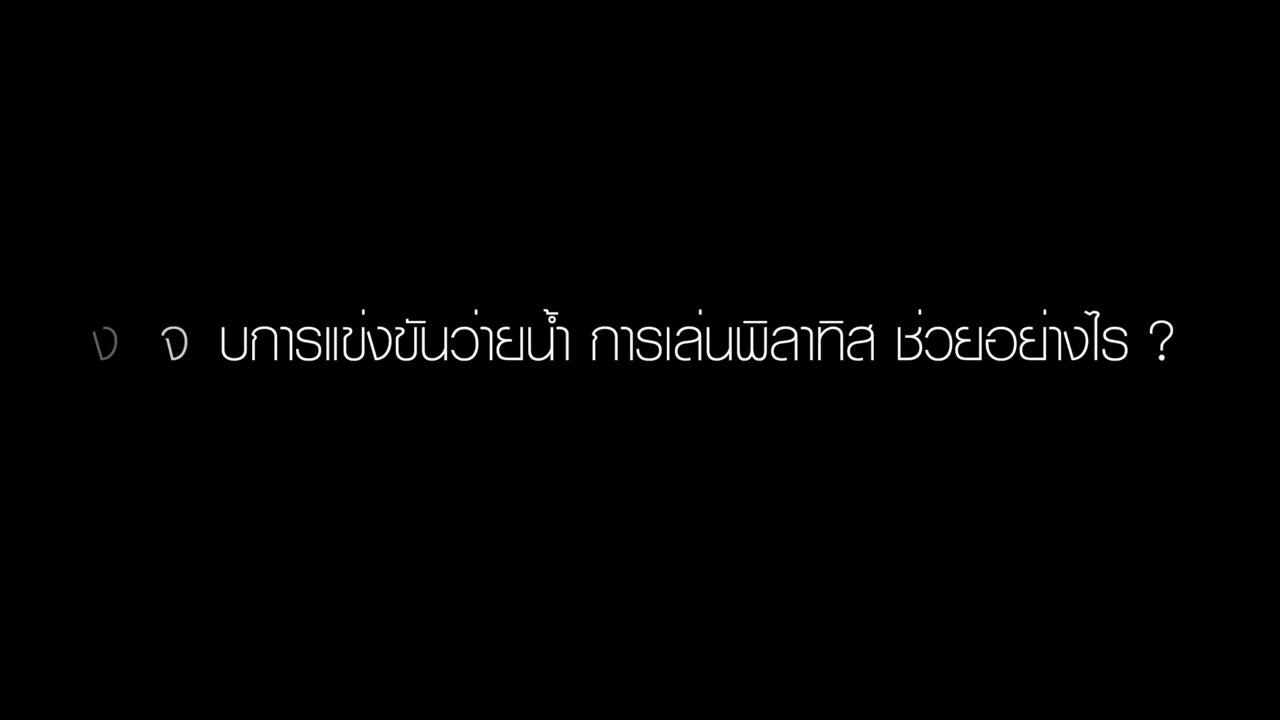 ง จ บการแข่งขันว่ายน้ำ การเล่นพิลาทิส ช่วยอย่างไร ?